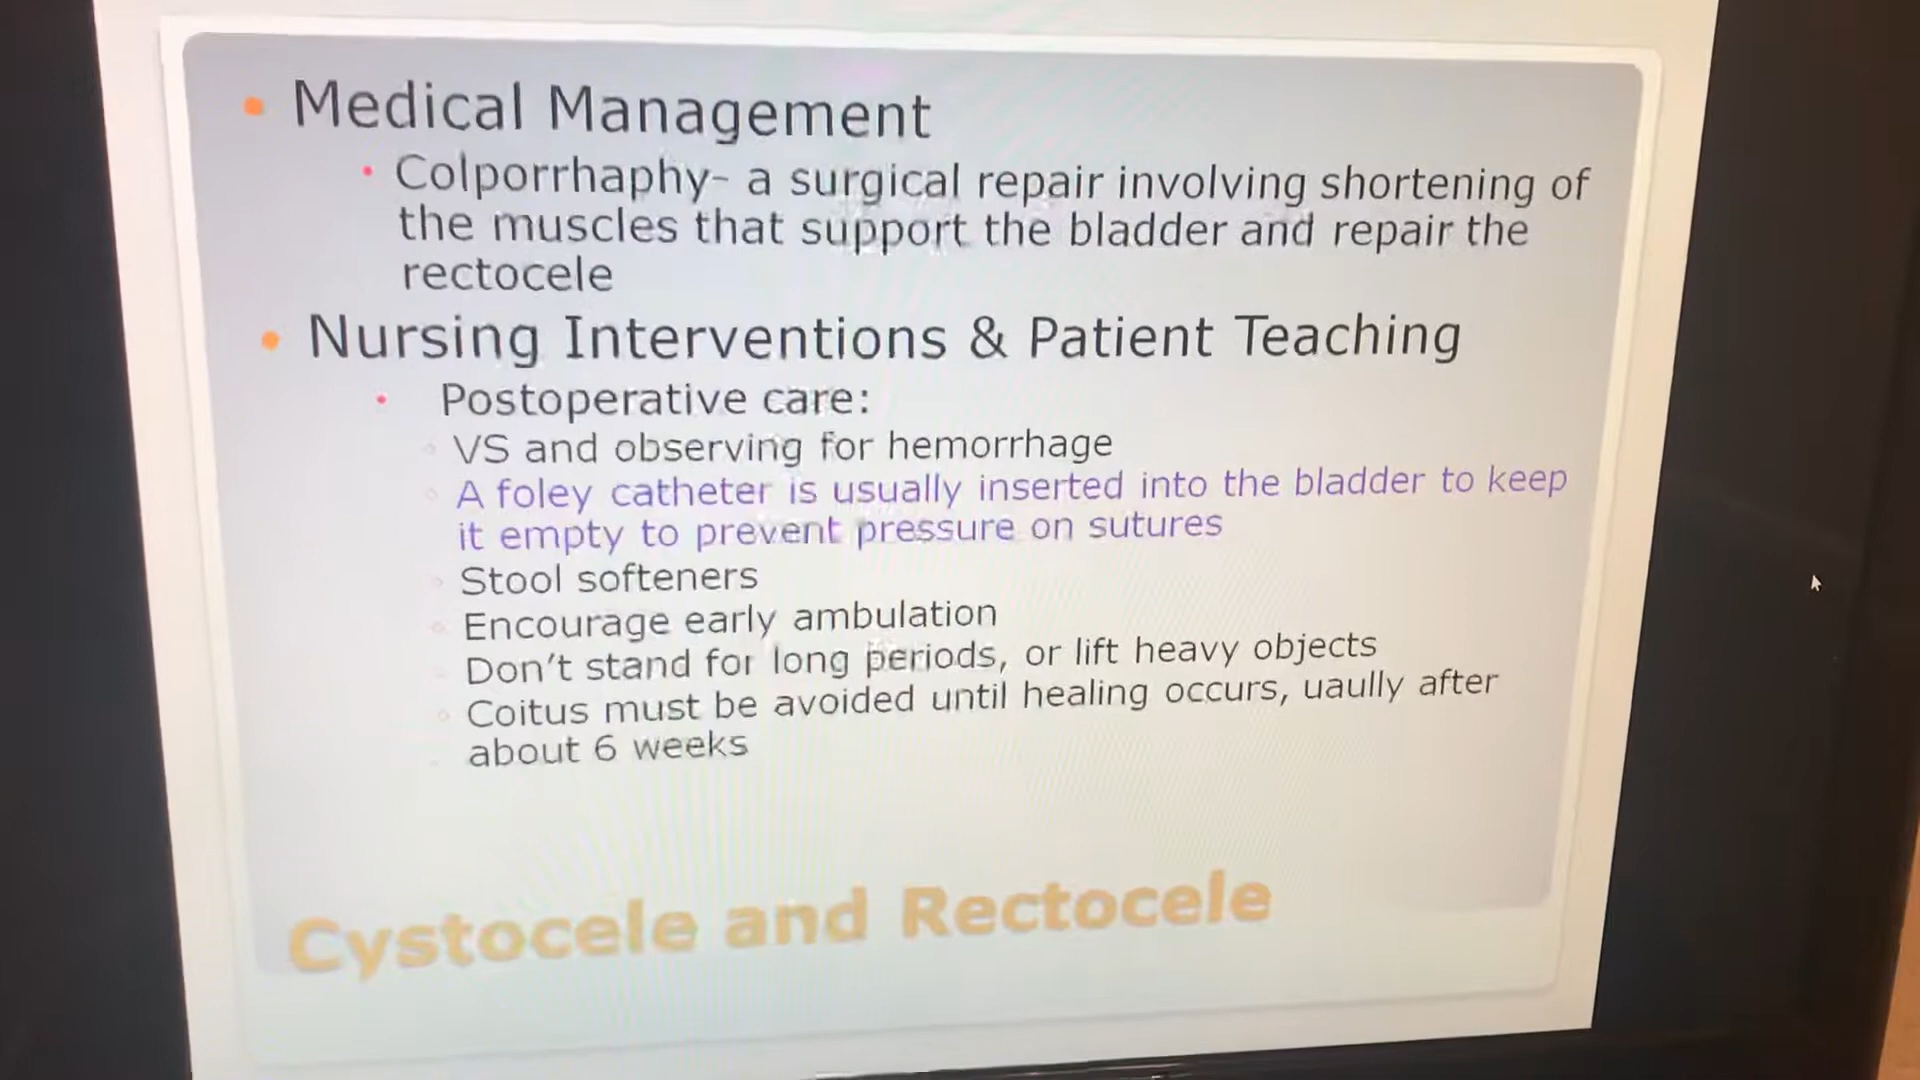 Medical Management
Colporrhaphy- a surgical repair involving shortening of
the muscles that support the bladder and repair the
rectocele
Nursing Interventions & Patient Teaching
Postoperative care:
VS and observing for hemorrhage
A foley catheter is usually inserted into the bladder to keep
it empty to prevent pressure on sutures
Stool softeners
Encourage early ambulation
Don't stand for long periods, or lift heavy objects
Coitus must be avoided until healing occurs, uaully after
about 6 weeks
Cystocele and Rectocele